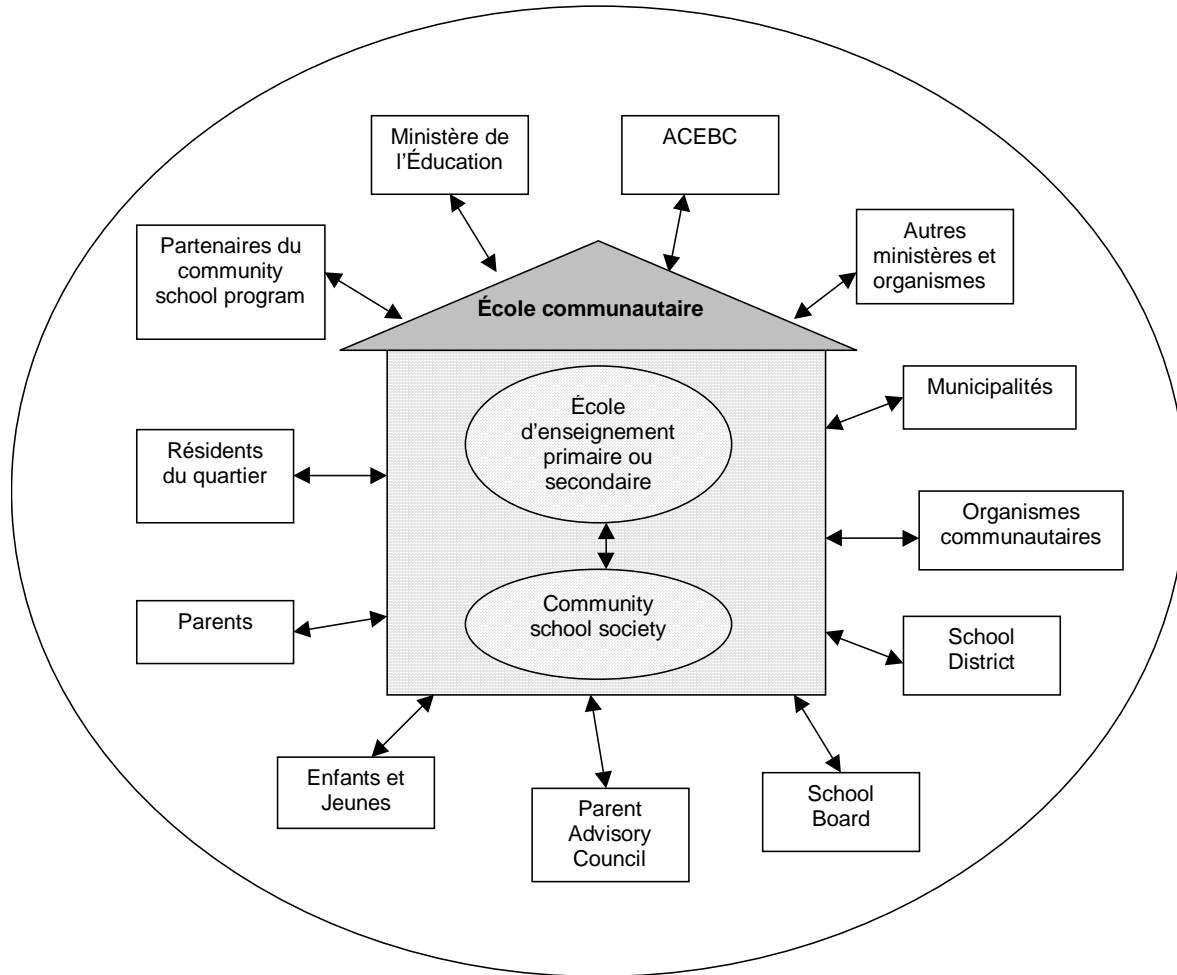 Ministère de
l'Éducation
ACEBC
Partenaires du
community
school program
Autres
ministères et
organismes
École communautaire
Municipalités
École
d'enseignement
primaire ou
secondaire
Résidents
du quartier
Organismes
communautaires
Parents
Community
school society
School
District
Enfants et
Jeunes
Parent
Advisory
Council
School
Board